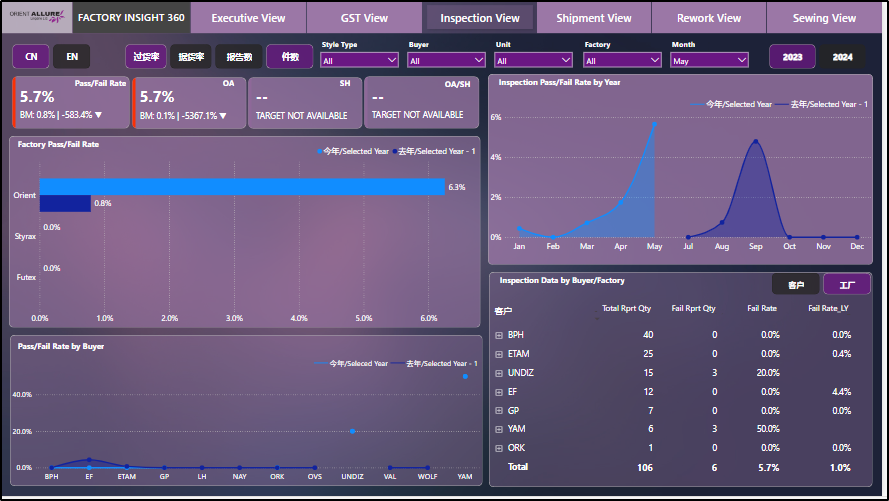 ORIENT ALLURE
FACTORY INSIGHT 360
Executive View
GST View
Inspection View
Shipment View
Rework View
Sewing View
CN
EN
过货率
据货率
报告数
件数
Style Type
All
Buyer
All
Unit
All
Factory
All
Month
May
2023
2024
Pass/Fail Rate
5.7%
BM: 0.8% | -583.4% ▼
OA
5.7%
BM: 0.1% | -5367.1% ▼
SH
--
TARGET NOT AVAILABLE
OA/SH
--
TARGET NOT AVAILABLE
Factory Pass/Fail Rate
今年/Selected Year 去年/Selected Year - 1
Orient 6.3%
0.8%
Styrax 0.0%
Futex 0.0%
0.0% 1.0% 2.0% 3.0% 4.0% 5.0% 6.0%
Pass/Fail Rate by Buyer
今年/Seleced Year 去年/Selected Year - 1
40.0%
20.0%
0.0%
BPH EF ETAM GP LH NAY ORK OVS UNDIZ VAL WOLF YAM
Inspection Pass/Fail Rate by Year
今年/Selected Year 去年/Selected Year - 1
6%
4%
2%
0%
Jan Feb Mar Apr May Jul Aug Sep Oct Nov Dec
Inspection Data by Buyer/Factory
客户
工厂
客户 Total Rprt Qty Fail Rprt Qty Fail Rate Fail Rate_LY
BPH 40 0 0.0% 0.0%
ETAM 25 0 0.0% 0.4%
UNDIZ 15 3 20.0%
EF 12 0 0.0% 4.4%
GP 7 0 0.0% 0.0%
YAM 6 3 50.0%
ORK 1 0 0.0% 0.0%
Total 106 6 5.7% 1.0%